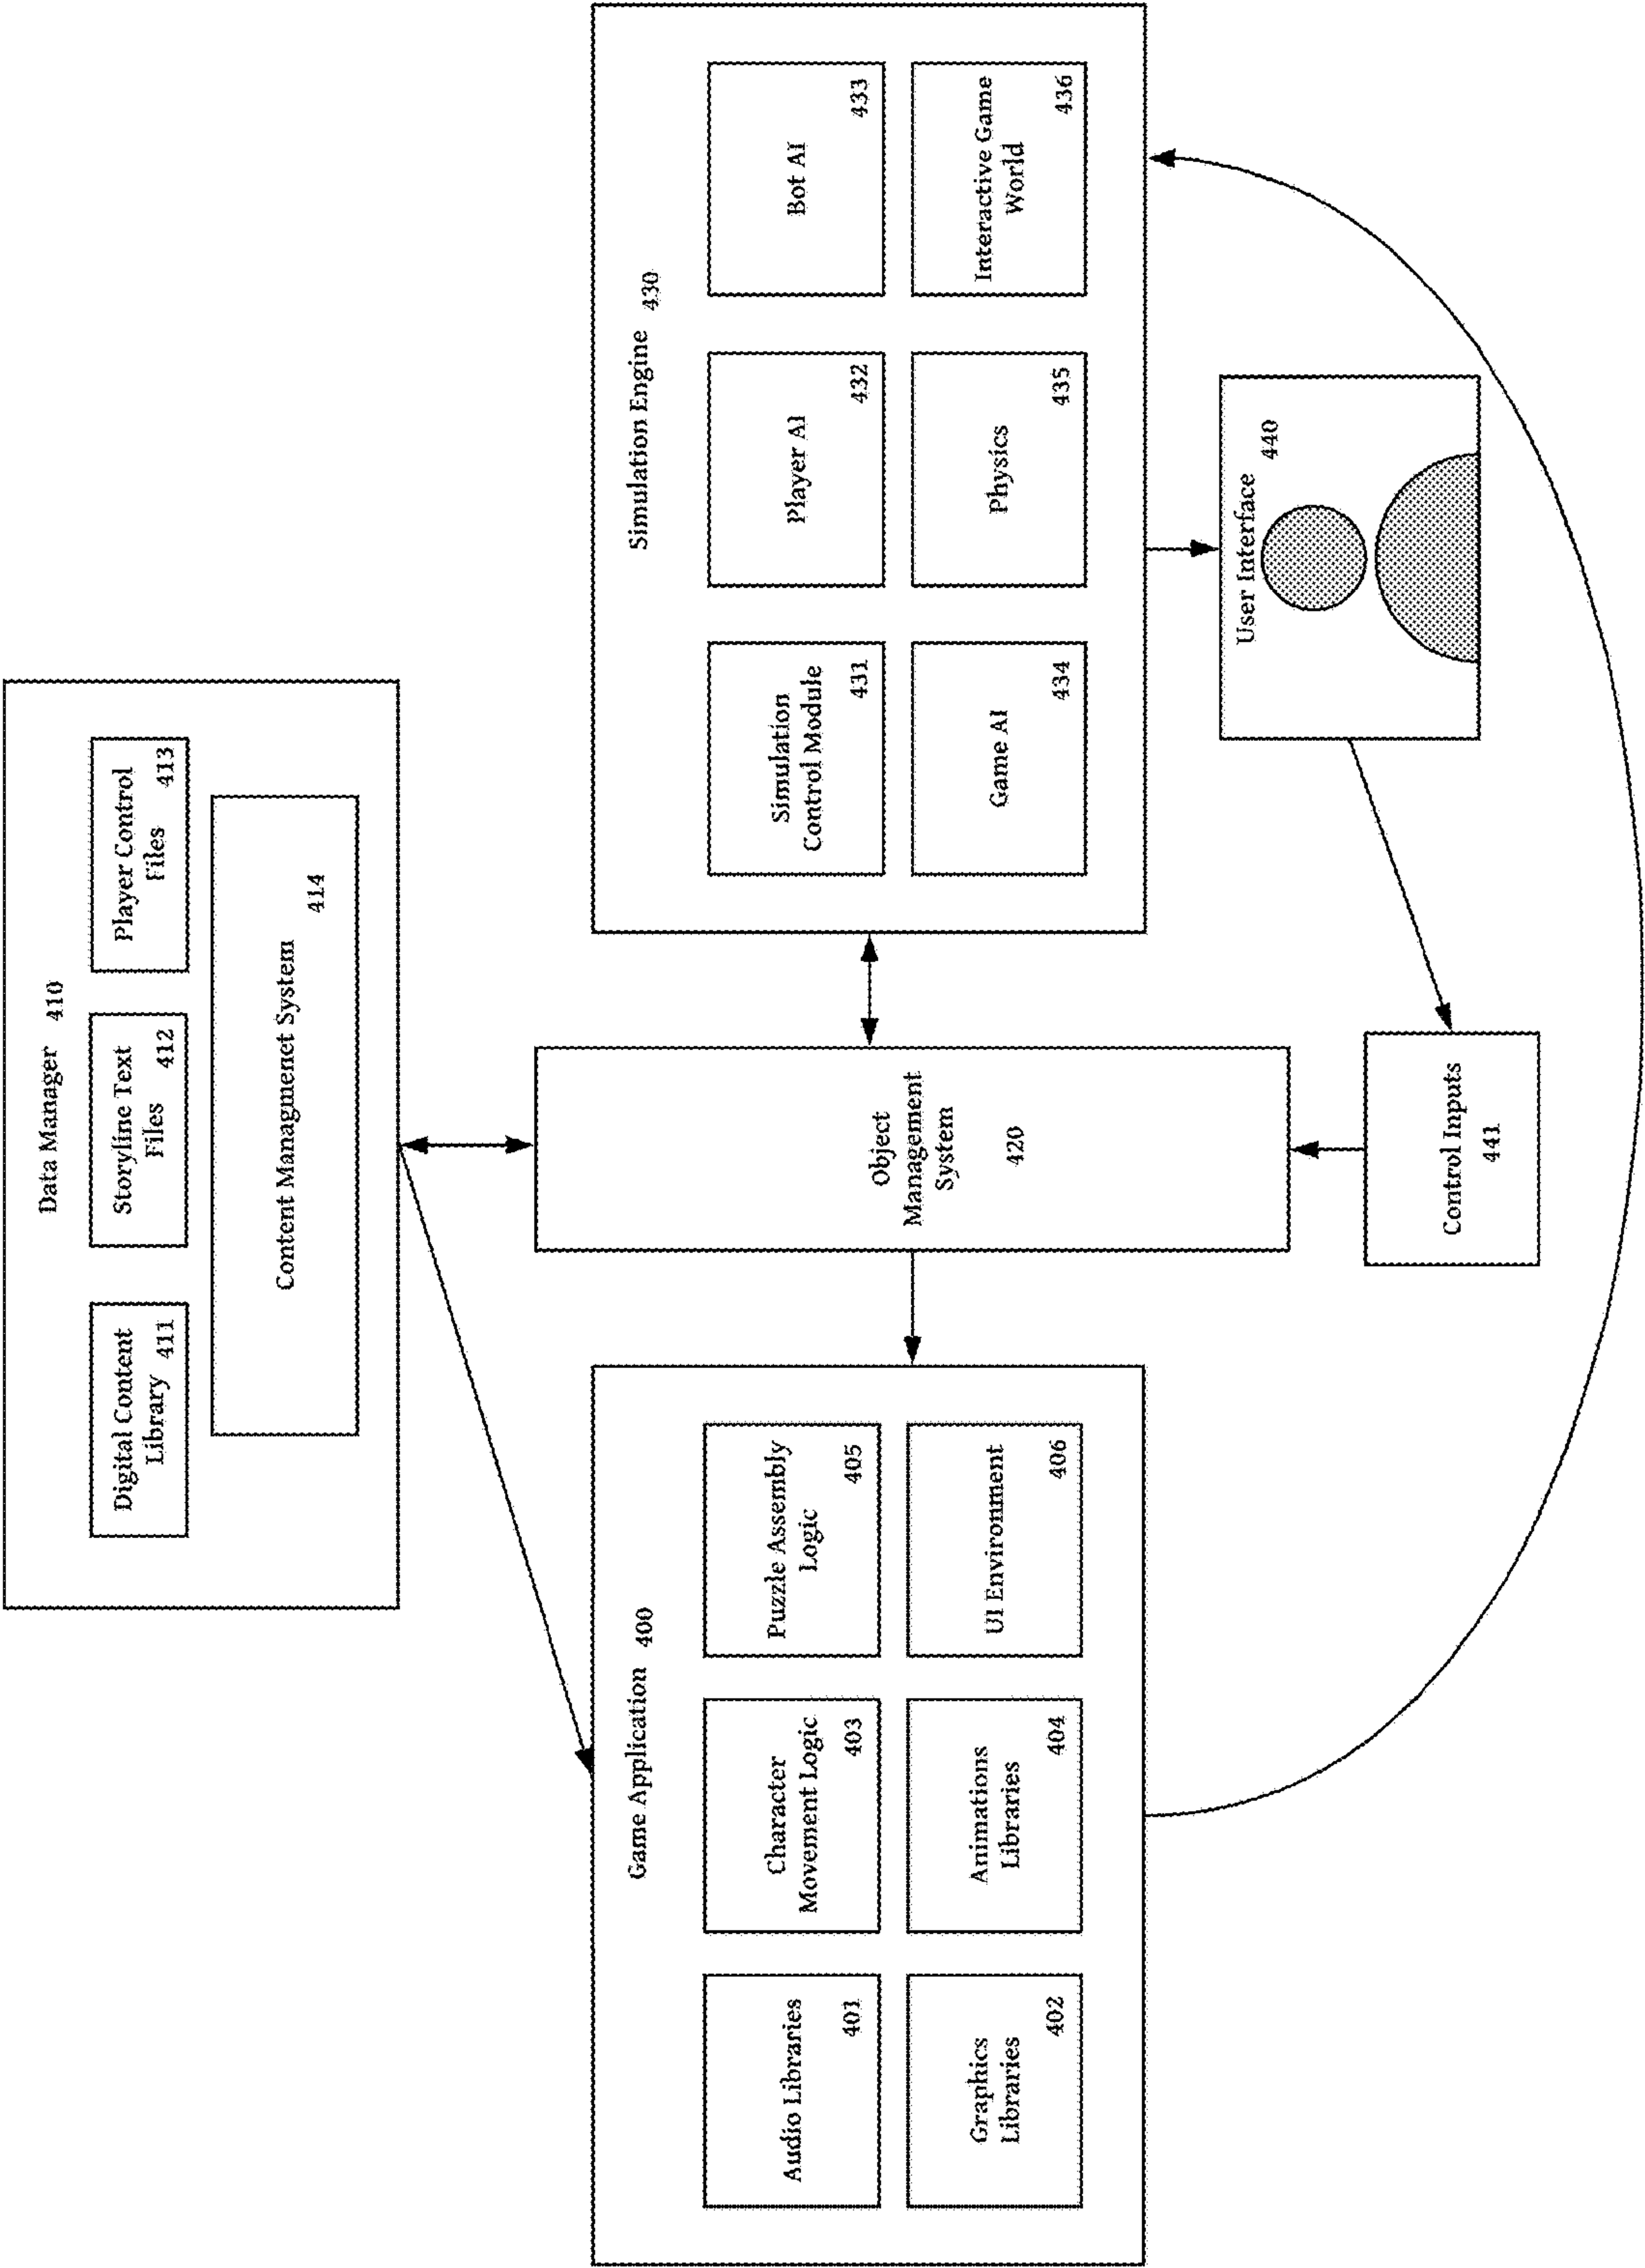 Data Manager 410
Digital Content
Library 411
Storyline Text
Files 412
Player Control
Files 413
Content Managmenet System
414
Game Application 400
Audio Libraries
401
Character
Movement Logic
403
Puzzle Assembly
Logic
405
Graphics
Libraries
402
Animations
Libraries
404
UI Environment
406
Object
Management
System
420
Simulation Engine 430
Simulation
Control Module
431
Player AI
432
Bot AI
433
Game AI
434
Physics
435
Interactive Game
World
436
User Interface
440
Control Inputs
441